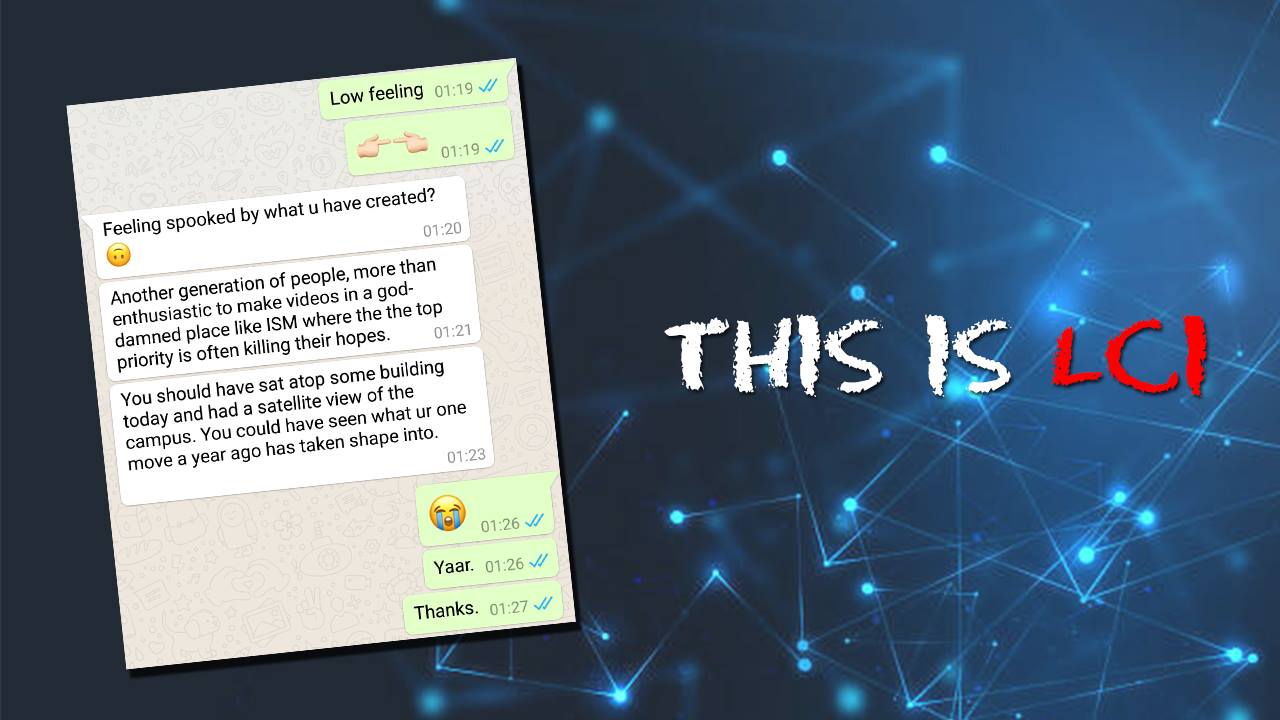 Low feeling 01:19
👉🏻👈🏻 01:19
Feeling spooked by what u have created?
🙃 01:20
Another generation of people, more than
enthusiastic to make videos in a god-
damned place like ISM where the the top
priority is often killing their hopes. 01:21
You should have sat atop some building
today and had a satellite view of the
campus. You could have seen what ur one
move a year ago has taken shape into.
01:23
😭 01:26
Yaar. 01:26
Thanks. 01:27
THIS IS LCI